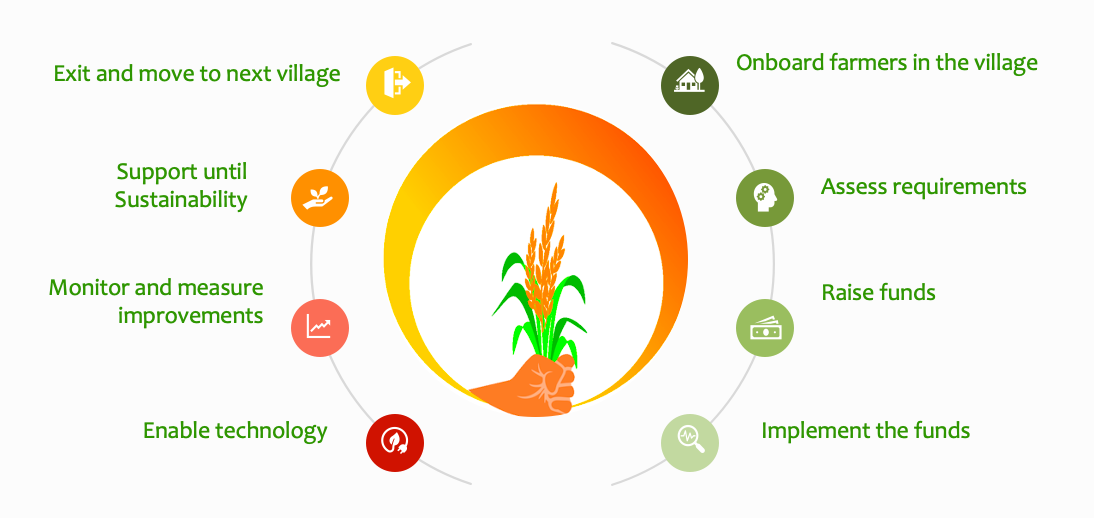 Exit and move to next village
Onboard farmers in the village
Support until
Sustainability
Assess requirements
Monitor and measure
improvements
Raise funds
Enable technology
Implement the funds